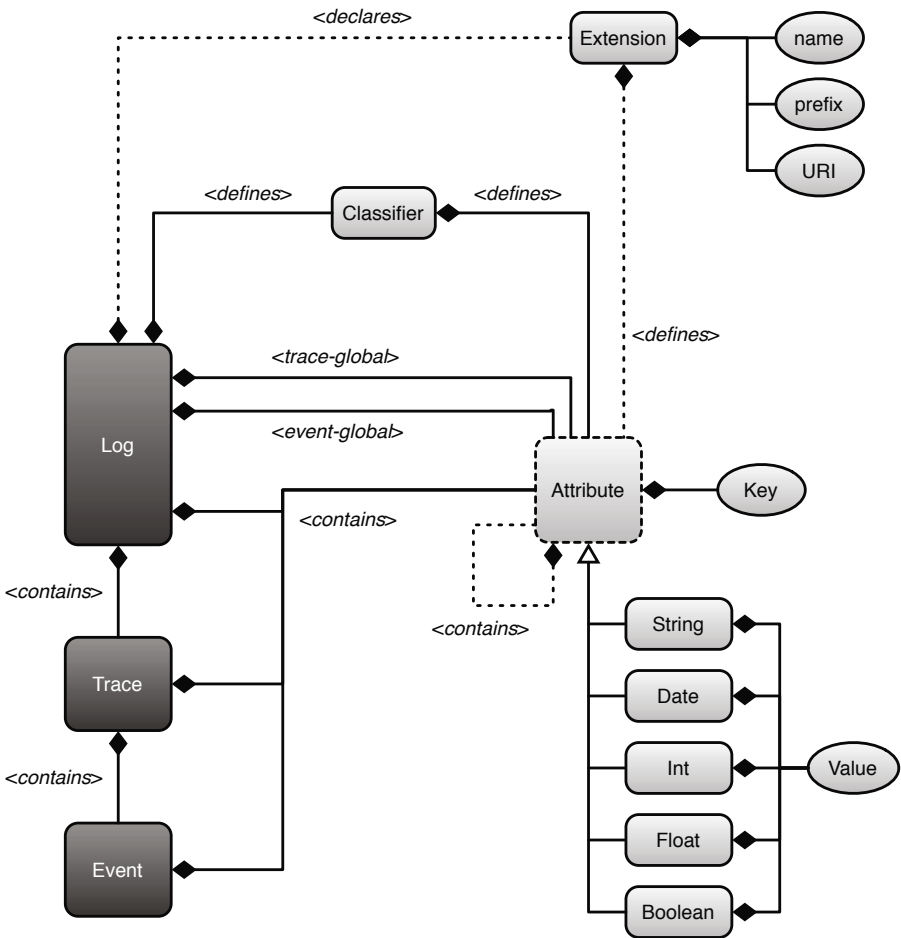 <declares>
Extension
name
prefix
URI
<defines>
Classifier
<defines>
<defines>
<trace-global>
<event-global>
Log
Attribute
Key
<contains>
<contains>
<contains>
String
Trace
Date
<contains>
Int
Value
Float
Event
Boolean